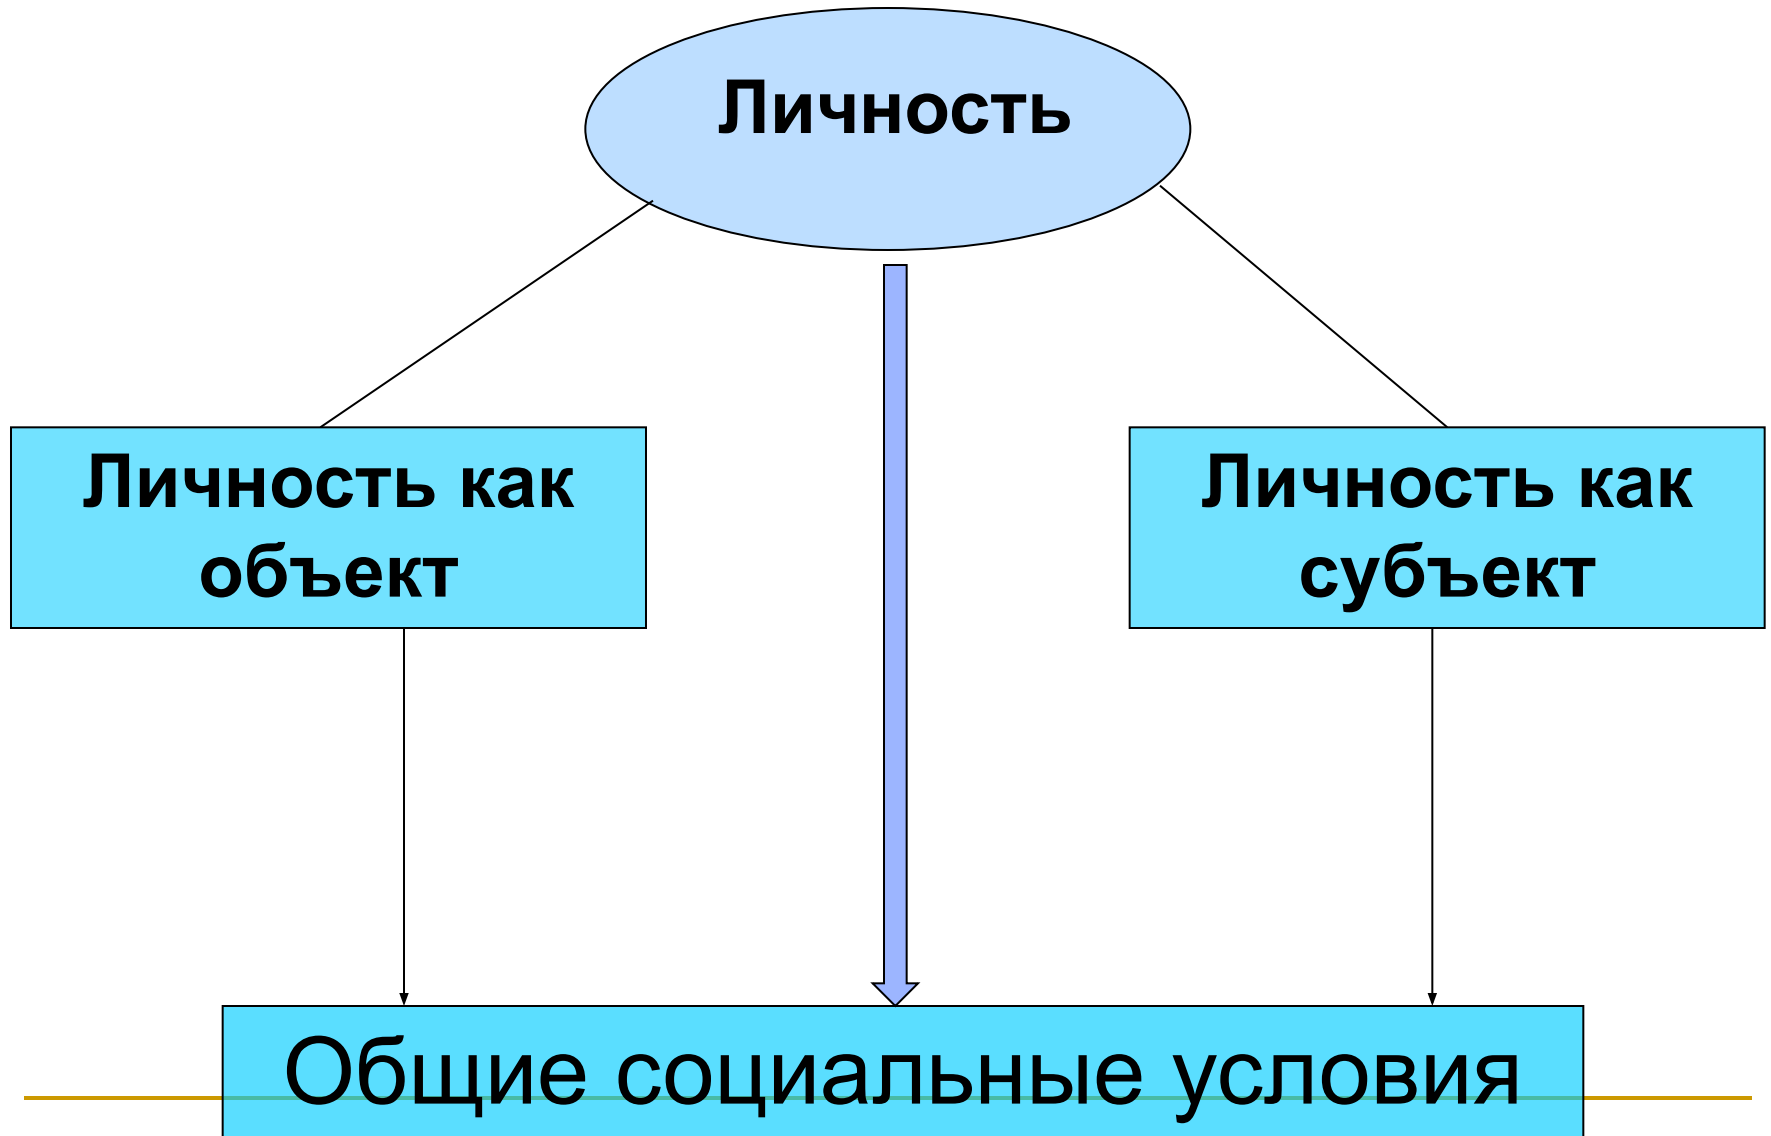 Личность
Личность как
объект
Личность как
субъект
Общие социальные условия